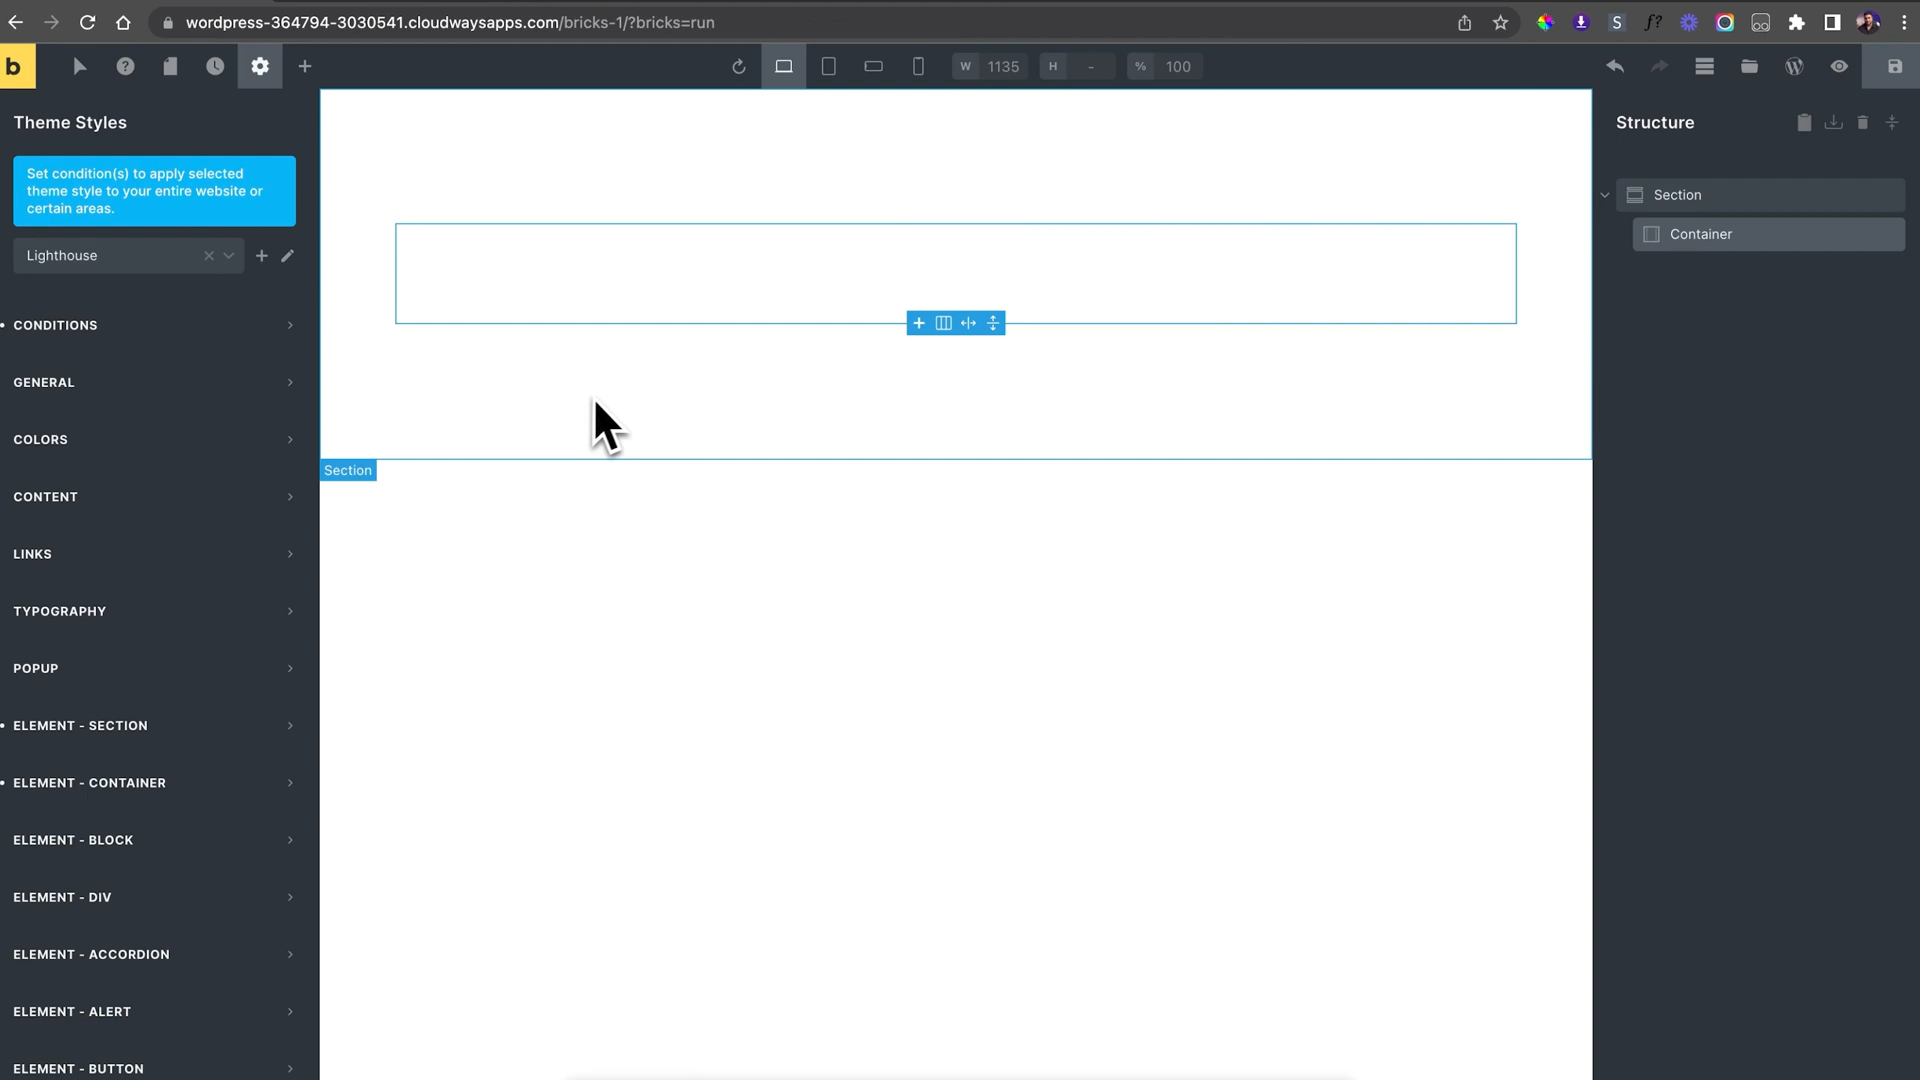 wordpress-364794-3030541.cloudwaysapps.com/bricks-1/?bricks=run
b
W 1135 H - % 100
Theme Styles
Set condition(s) to apply selected
theme style to your entire website or
certain areas.
Lighthouse
CONDITIONS
GENERAL
COLORS
CONTENT
LINKS
TYPOGRAPHY
POPUP
ELEMENT - SECTION
ELEMENT - CONTAINER
ELEMENT - BLOCK
ELEMENT - DIV
ELEMENT - ACCORDION
ELEMENT - ALERT
ELEMENT - BUTTON
Section
Structure
Section
Container